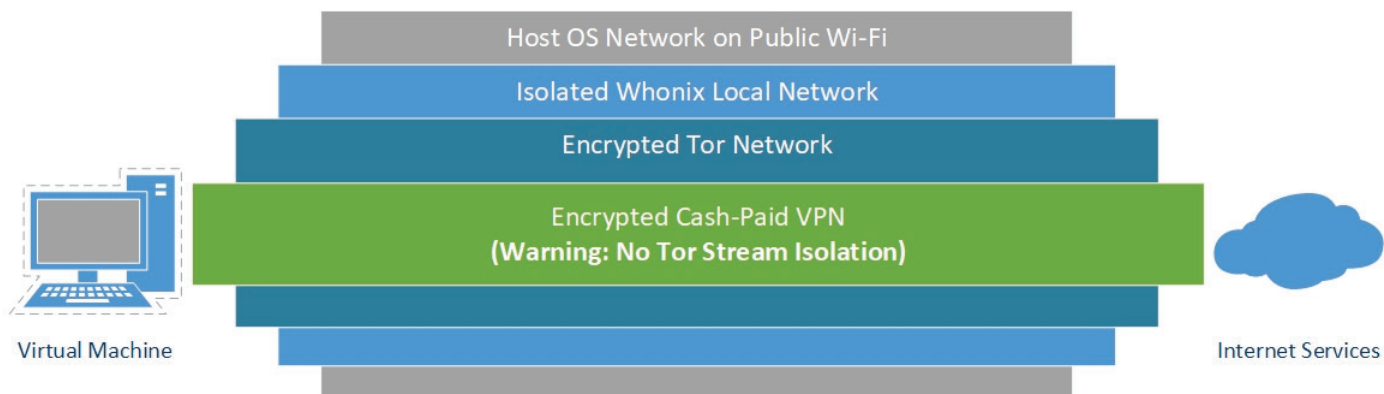 Host OS Network on Public Wi-Fi
Isolated Whonix Local Network
Encrypted Tor Network
Encrypted Cash-Paid VPN
(Warning: No Tor Stream Isolation)
Virtual Machine
Internet Services